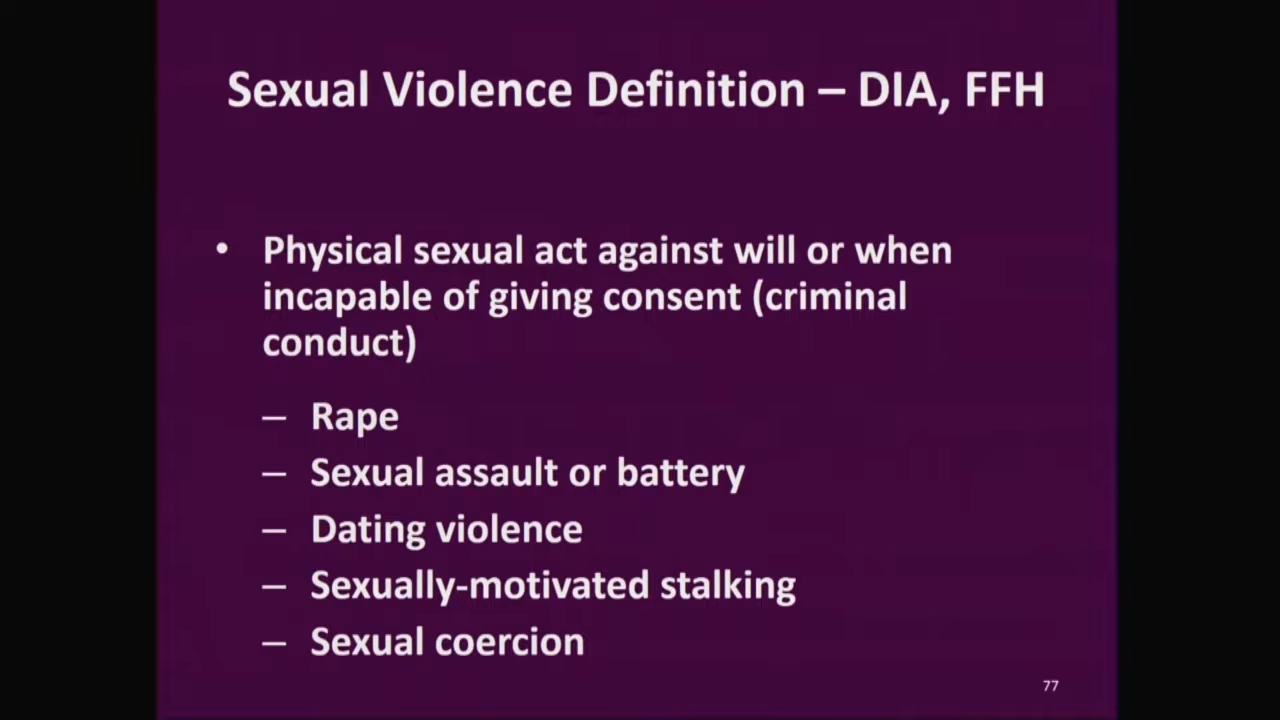 Sexual Violence Definition – DIA, FFH
• Physical sexual act against will or when
incapable of giving consent (criminal
conduct)
– Rape
– Sexual assault or battery
– Dating violence
– Sexually-motivated stalking
– Sexual coercion
77